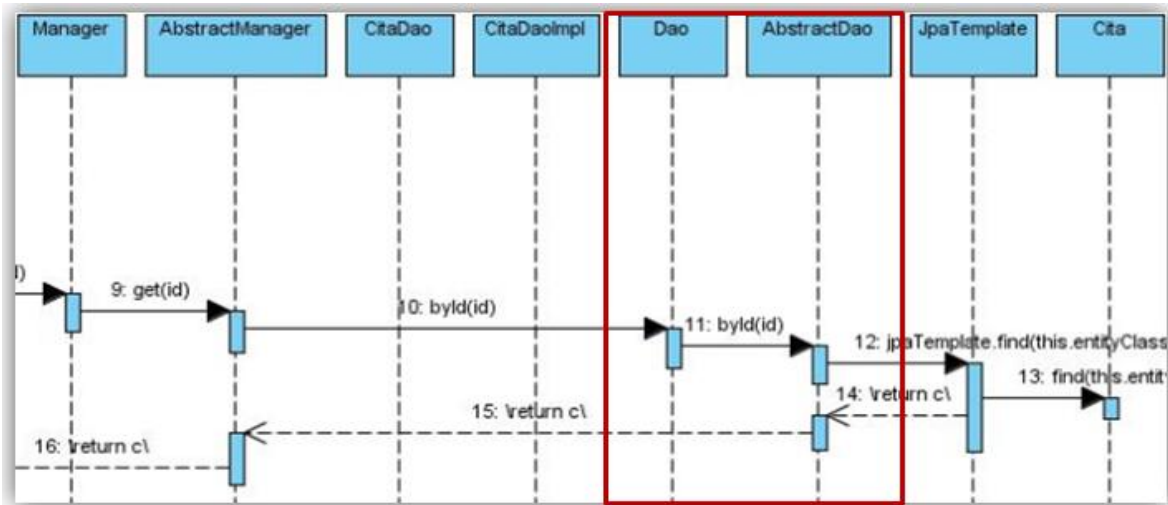 Manager
AbstractManager
CitaDao
CitaDaoImpl
Dao
AbstractDao
JpaTemplate
Cita
)
9: get(id)
10: byId(id)
11: byId(id)
12: jpaTemplate.find(this.entityClass
13: find(this.entit
14: \return c\
15: \return c\
16: \return c\